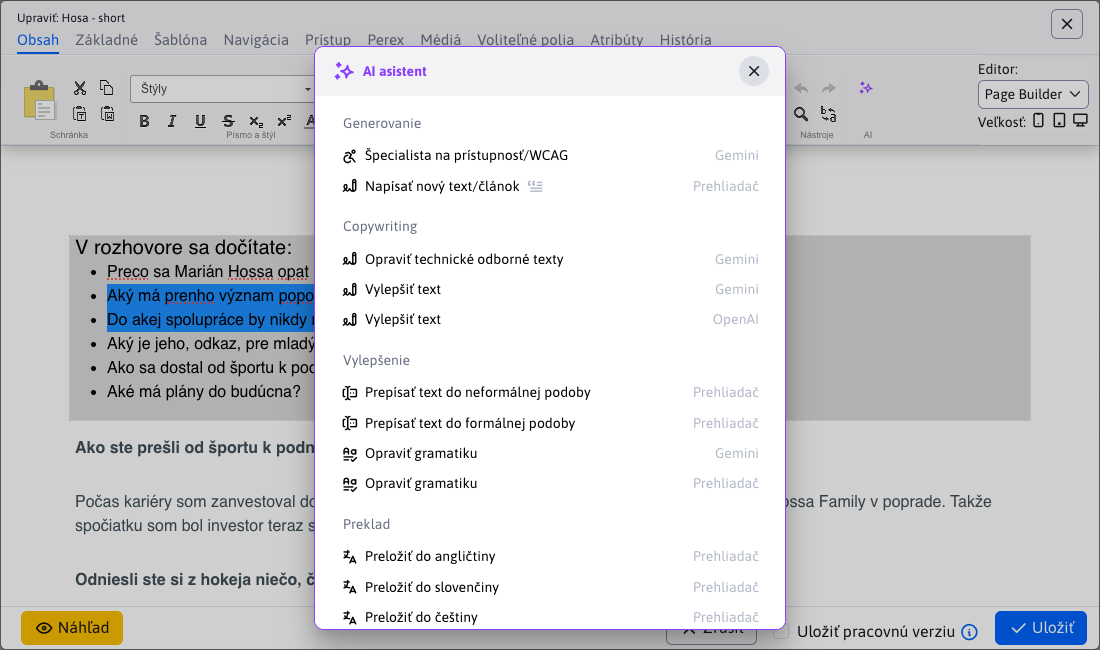 Upraviť: Hosa - short
Obsah Základné Šablóna Navigácia Prístup Perex Médiá Voliteľné polia Atribúty História
Štýly
B I U S x₂ x² A
Schránka
Písmo a štýl
Nástroje
AI
Editor:
Page Builder
Veľkosť:
AI asistent
Generovanie
Špecialista na prístupnosť/WCAG Gemini
Napísať nový text/článok Prehliadač
Copywriting
Opraviť technické odborné texty Gemini
Vylepšiť text Gemini
Vylepšiť text OpenAI
Vylepšenie
Prepísať text do neformálnej podoby Prehliadač
Prepísať text do formálnej podoby Prehliadač
Opraviť gramatiku Gemini
Opraviť gramatiku Prehliadač
Preklad
Preložiť do angličtiny Prehliadač
Preložiť do slovenčiny Prehliadač
Preložiť do češtiny Prehliadač
V rozhovore sa dočítate:
Preco sa Marián Hossa opat
Aký má prenho význam
Do akej spolupráce by nikdy
Aký je jeho, odkaz, pre mladý
Ako sa dostal od športu k
Aké má plány do budúcna?
Ako ste prešli od športu k
Počas kariéry som zanvestoval Family v poprade. Takže
spočiatku som bol investor teraz
Odniesli ste si z hokeja niečo,
Náhľad
Zrušiť
Uložiť pracovnú verziu
Uložiť